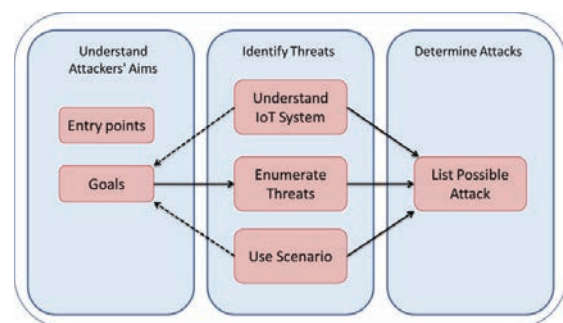 Understand
Attackers' Aims
Entry points
Goals
Identify Threats
Understand
IoT System
Enumerate
Threats
Use Scenario
Determine Attacks
List Possible
Attack